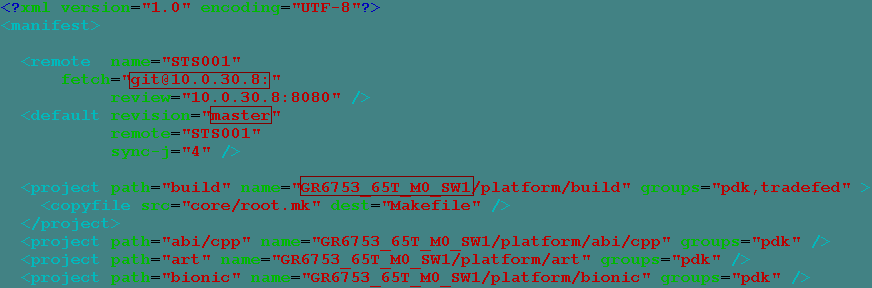 <?xml version="1.0" encoding="UTF-8"?>
<manifest>
<remote name="STS001"
fetch="git@10.0.30.8:"
review="10.0.30.8:8080" />
<default revision="master"
remote="STS001"
sync-j="4" />
<project path="build" name="GR6753_65T_M0_SW1/platform/build" groups="pdk,tradefed" >
<copyfile src="core/root.mk" dest="Makefile" />
</project>
<project path="abi/cpp" name="GR6753_65T_M0_SW1/platform/abi/cpp" groups="pdk" />
<project path="art" name="GR6753_65T_M0_SW1/platform/art" groups="pdk" />
<project path="bionic" name="GR6753_65T_M0_SW1/platform/bionic" groups="pdk" />